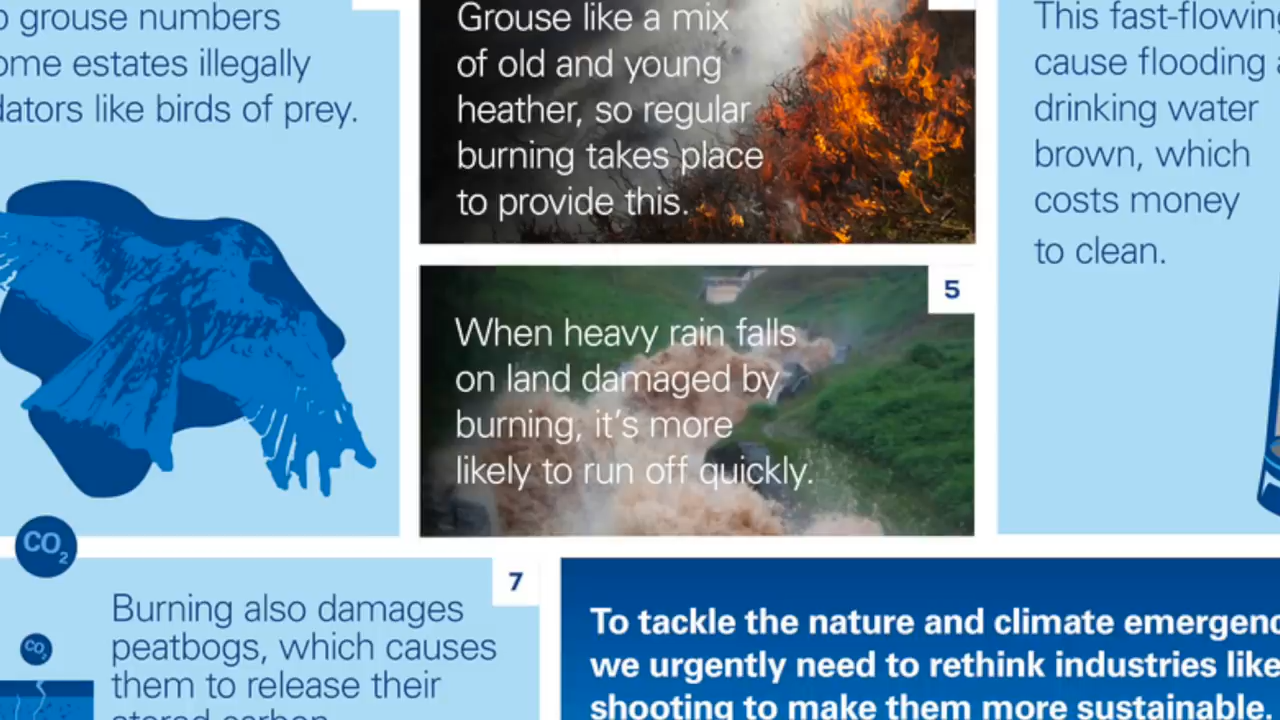 o grouse numbers
ome estates illegally
dators like birds of prey.
Grouse like a mix
of old and young
heather, so regular
burning takes place
to provide this.
This fast-flowing
cause flooding a
drinking water
brown, which
costs money
to clean.
5
When heavy rain falls
on land damaged by
burning, it's more
likely to run off quickly.
CO2
CO2
7
Burning also damages
peatbogs, which causes
them to release their
stored carbon
To tackle the nature and climate emergenc
we urgently need to rethink industries like
shooting to make them more sustainable.